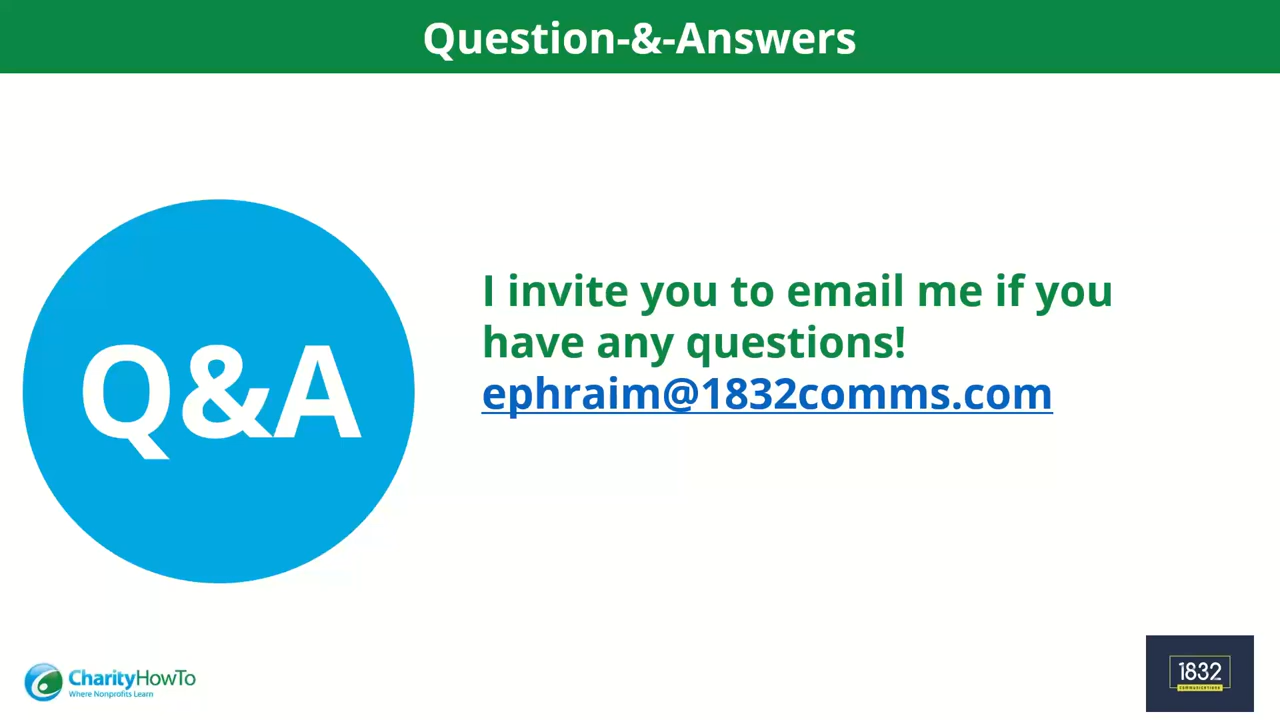 Question-&-Answers
Q&A
I invite you to email me if you
have any questions!
ephraim@1832comms.com
CharityHowTo
Where Nonprofits Learn
1832
COMMUNICATIONS